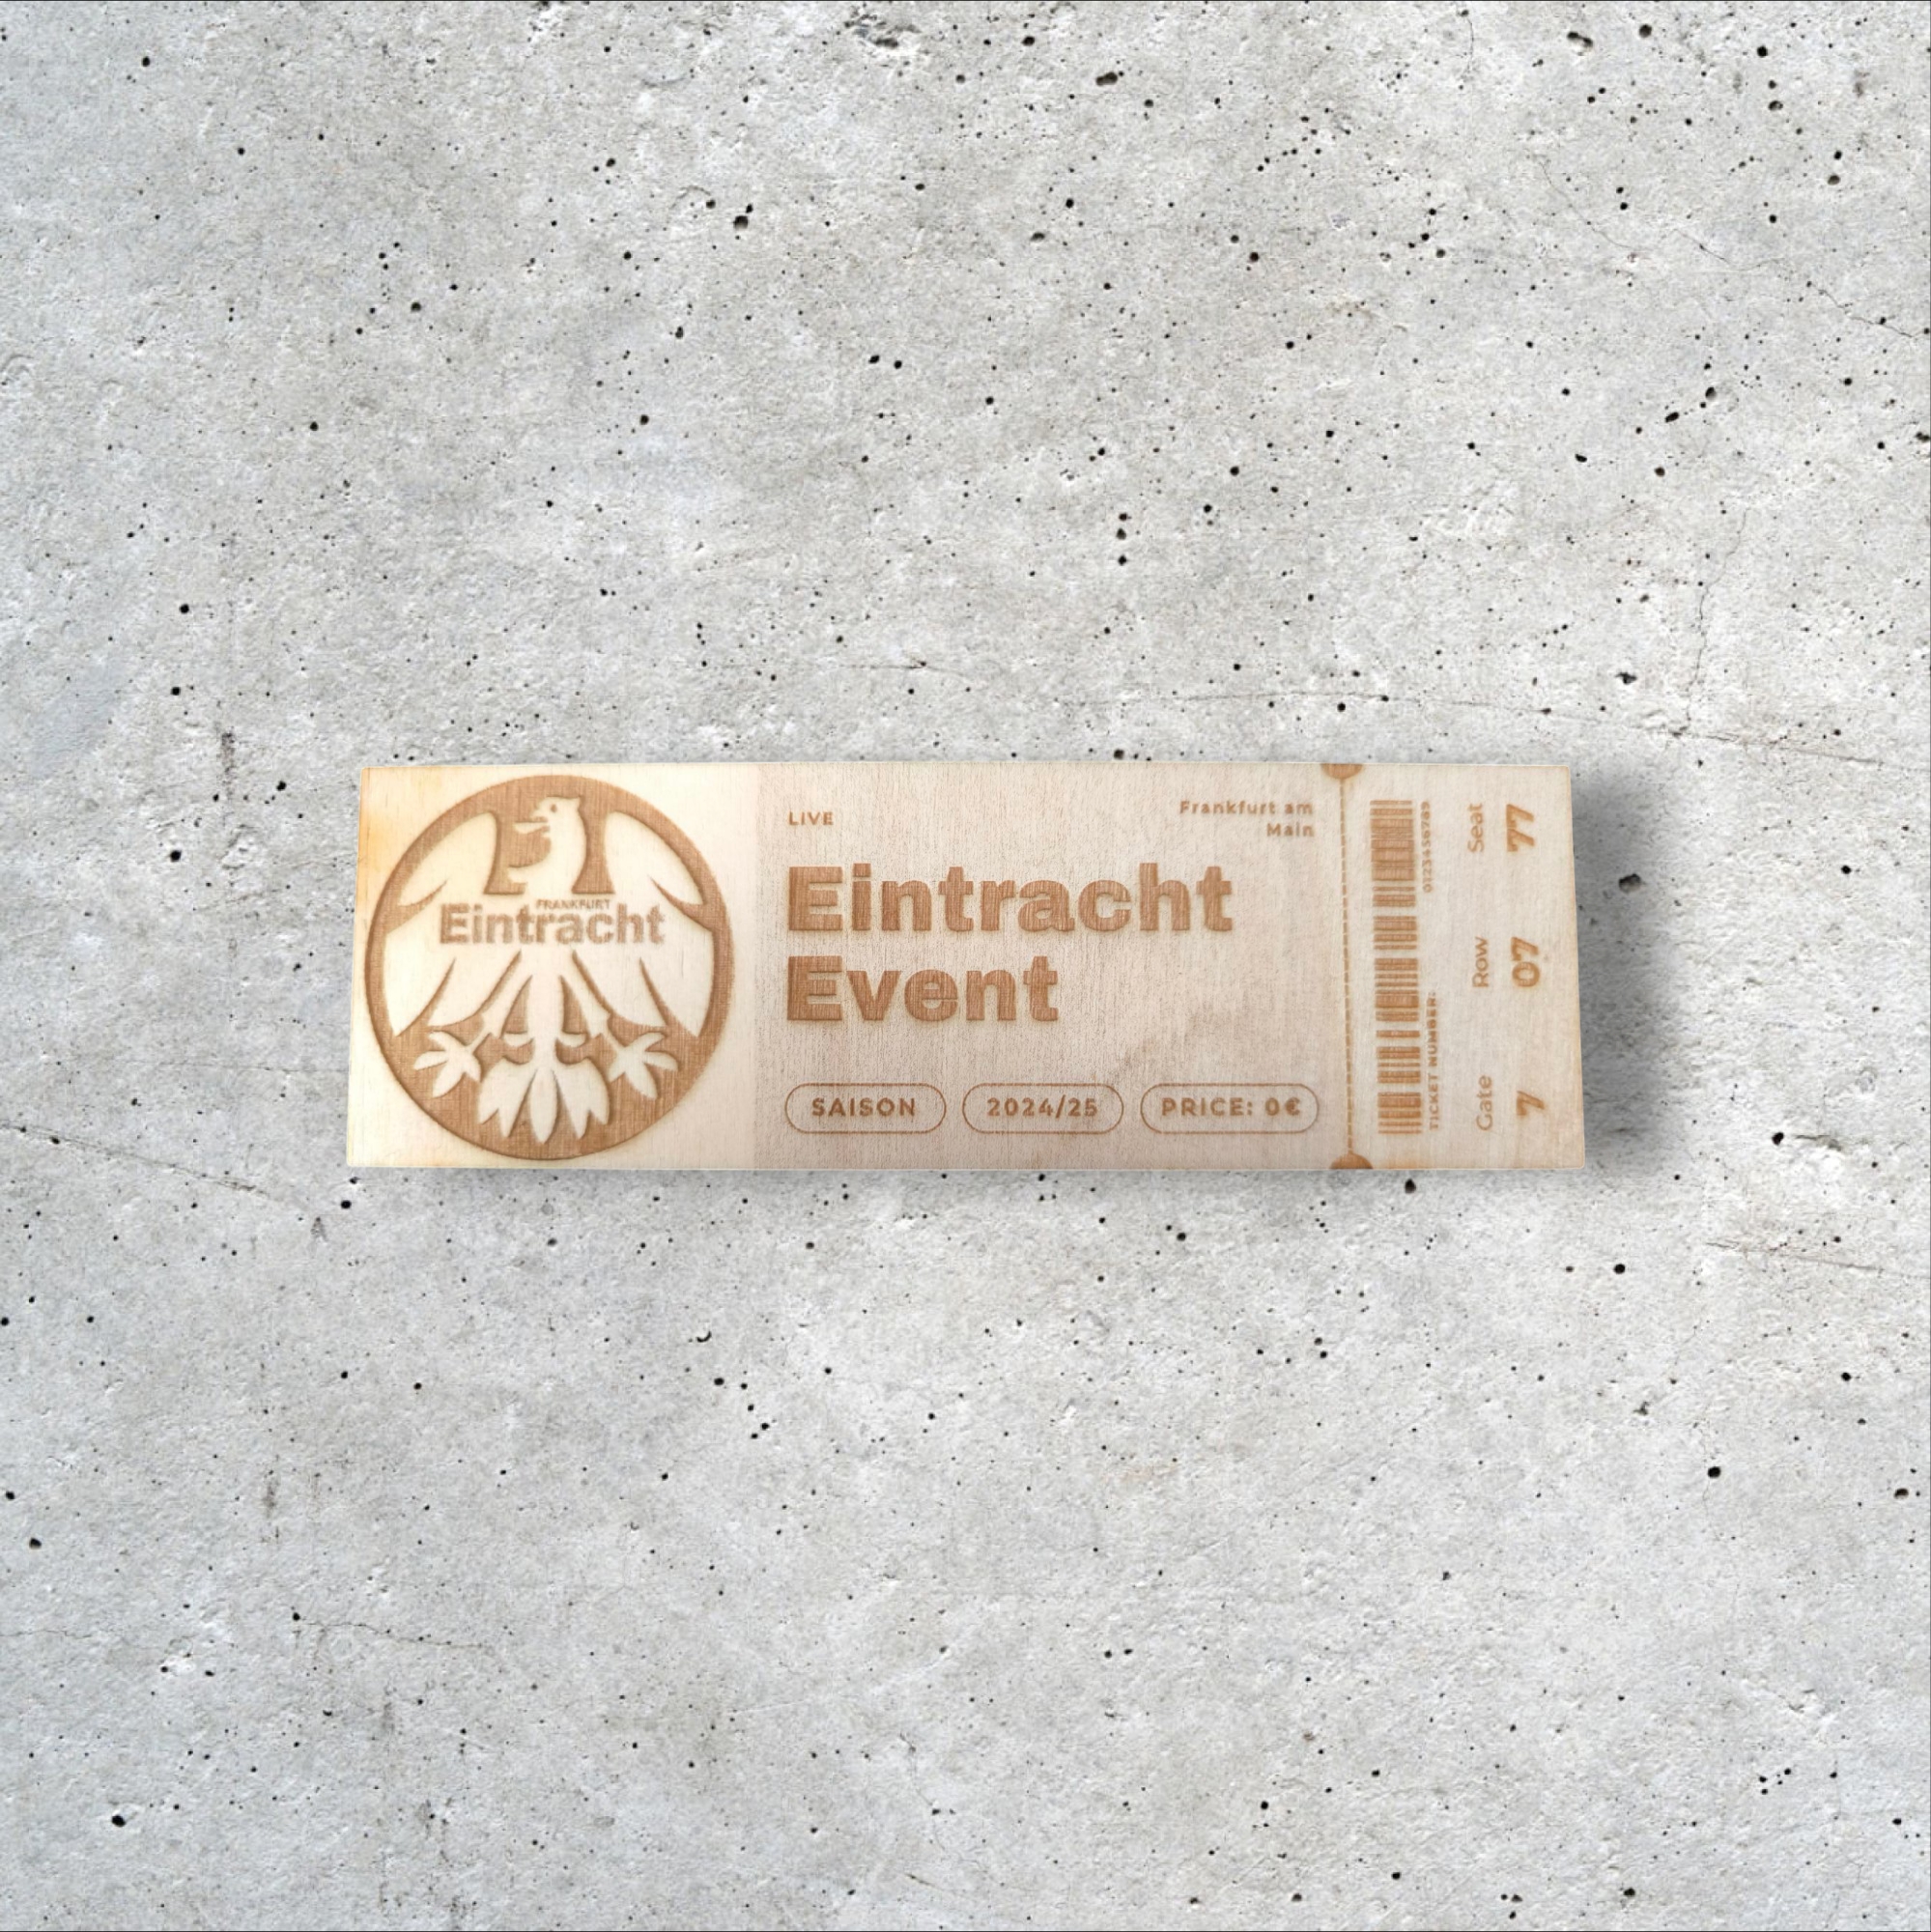 FRANKFURT
Eintracht
LIVE
Frankfurt am
Main
Eintracht
Event
SAISON
2024/25
PRICE: 0€
TICKET NUMBER:
0123456789
Gate
7
Row
07
Seat
77